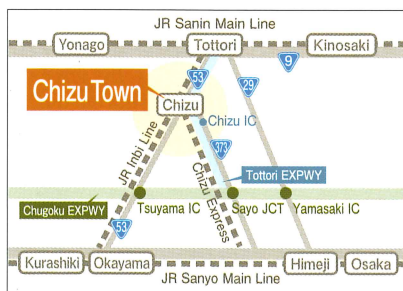 JR Sanin Main Line
Yonago
Tottori
Kinosaki
9
53
29
Chizu Town
Chizu
Chizu IC
JR Inbi Line
373
Tottori EXPWY
Chizu Express
Chugoku EXPWY
Tsuyama IC
Sayo JCT
Yamasaki IC
53
Kurashiki
Okayama
Himeji
Osaka
JR Sanyo Main Line